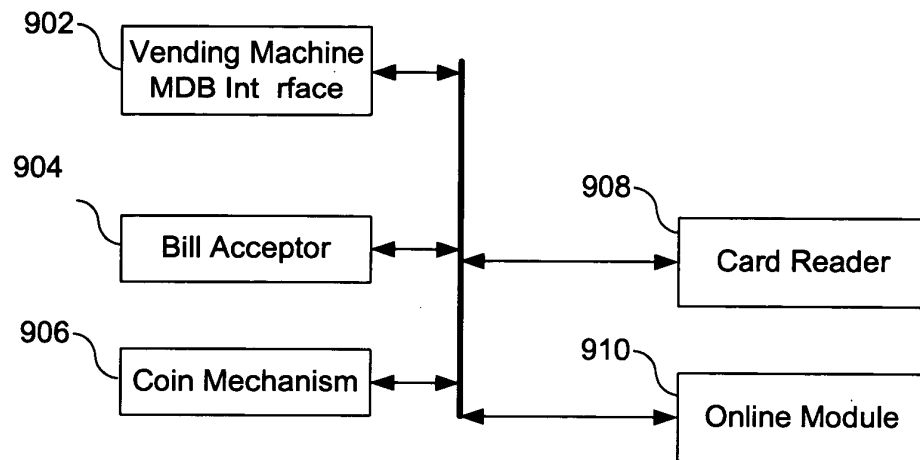 902
Vending Machine
MDB Int rface
904
Bill Acceptor
908
Card Reader
906
Coin Mechanism
910
Online Module